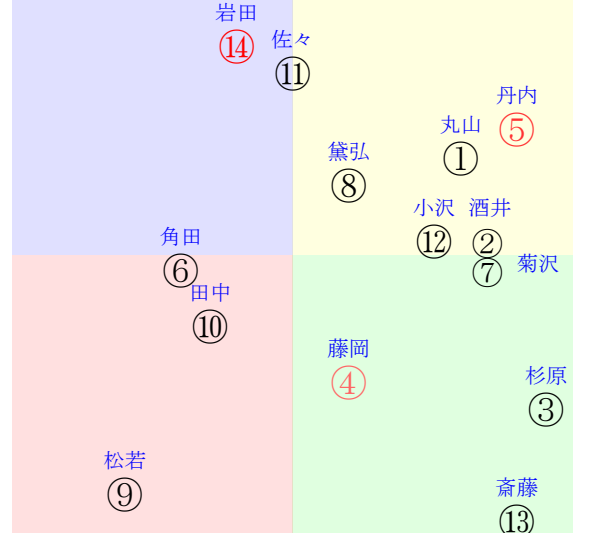 岩田
⑭
佐々
⑪
丹内
⑤
丸山
①
黛弘
⑧
小沢
⑫
酒井
②
角田
⑥
⑦
菊沢
田中
⑩
藤岡
④
杉原
③
松若
⑨
斎藤
⑬